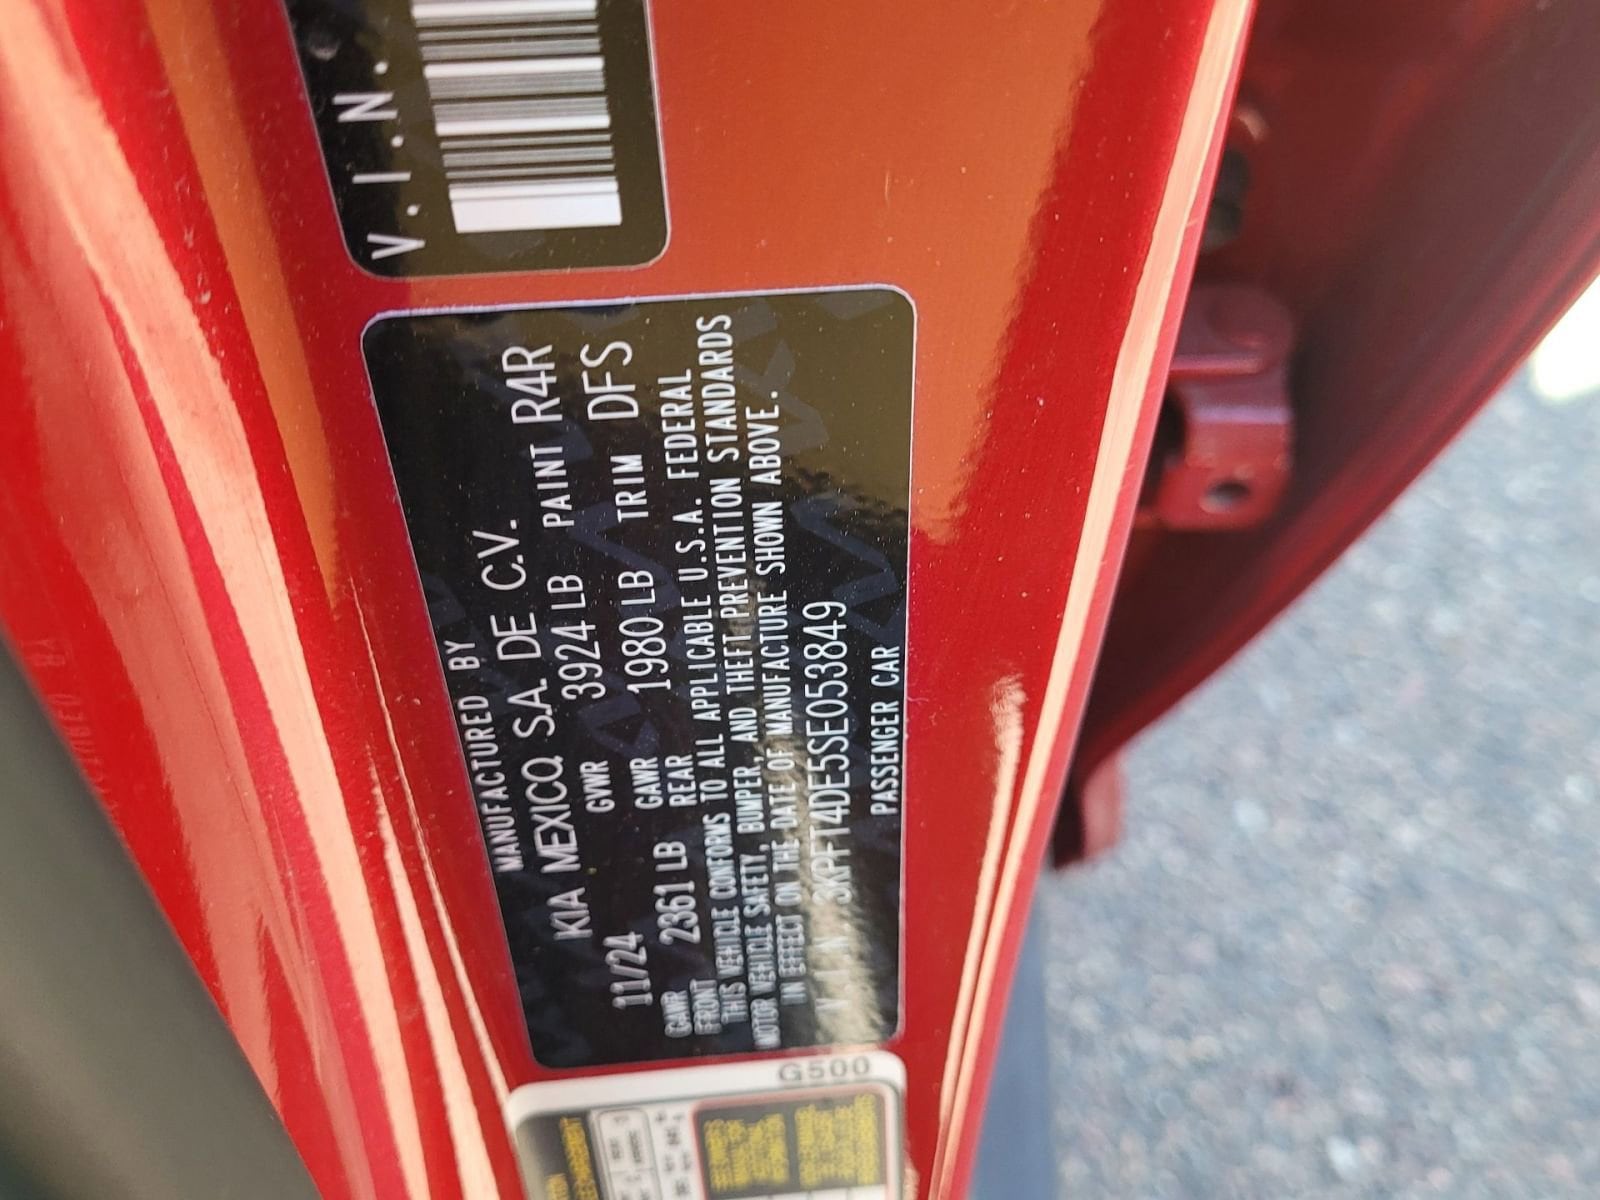 V.I.N.
MANUFACTURED BY
KIA MEXICO, S.A. DE C.V.
11/24 GVWR 3924 LB PAINT R4R
GAWR FRONT 2361 LB GAWR REAR 1980 LB TRIM DFS
THIS VEHICLE CONFORMS TO ALL APPLICABLE U.S.A. FEDERAL
MOTOR VEHICLE SAFETY, BUMPER, AND THEFT PREVENTION STANDARDS
IN EFFECT ON THE DATE OF MANUFACTURE SHOWN ABOVE.
V.I.N. 3KPFT4DE5SE053849
PASSENGER CAR
G500